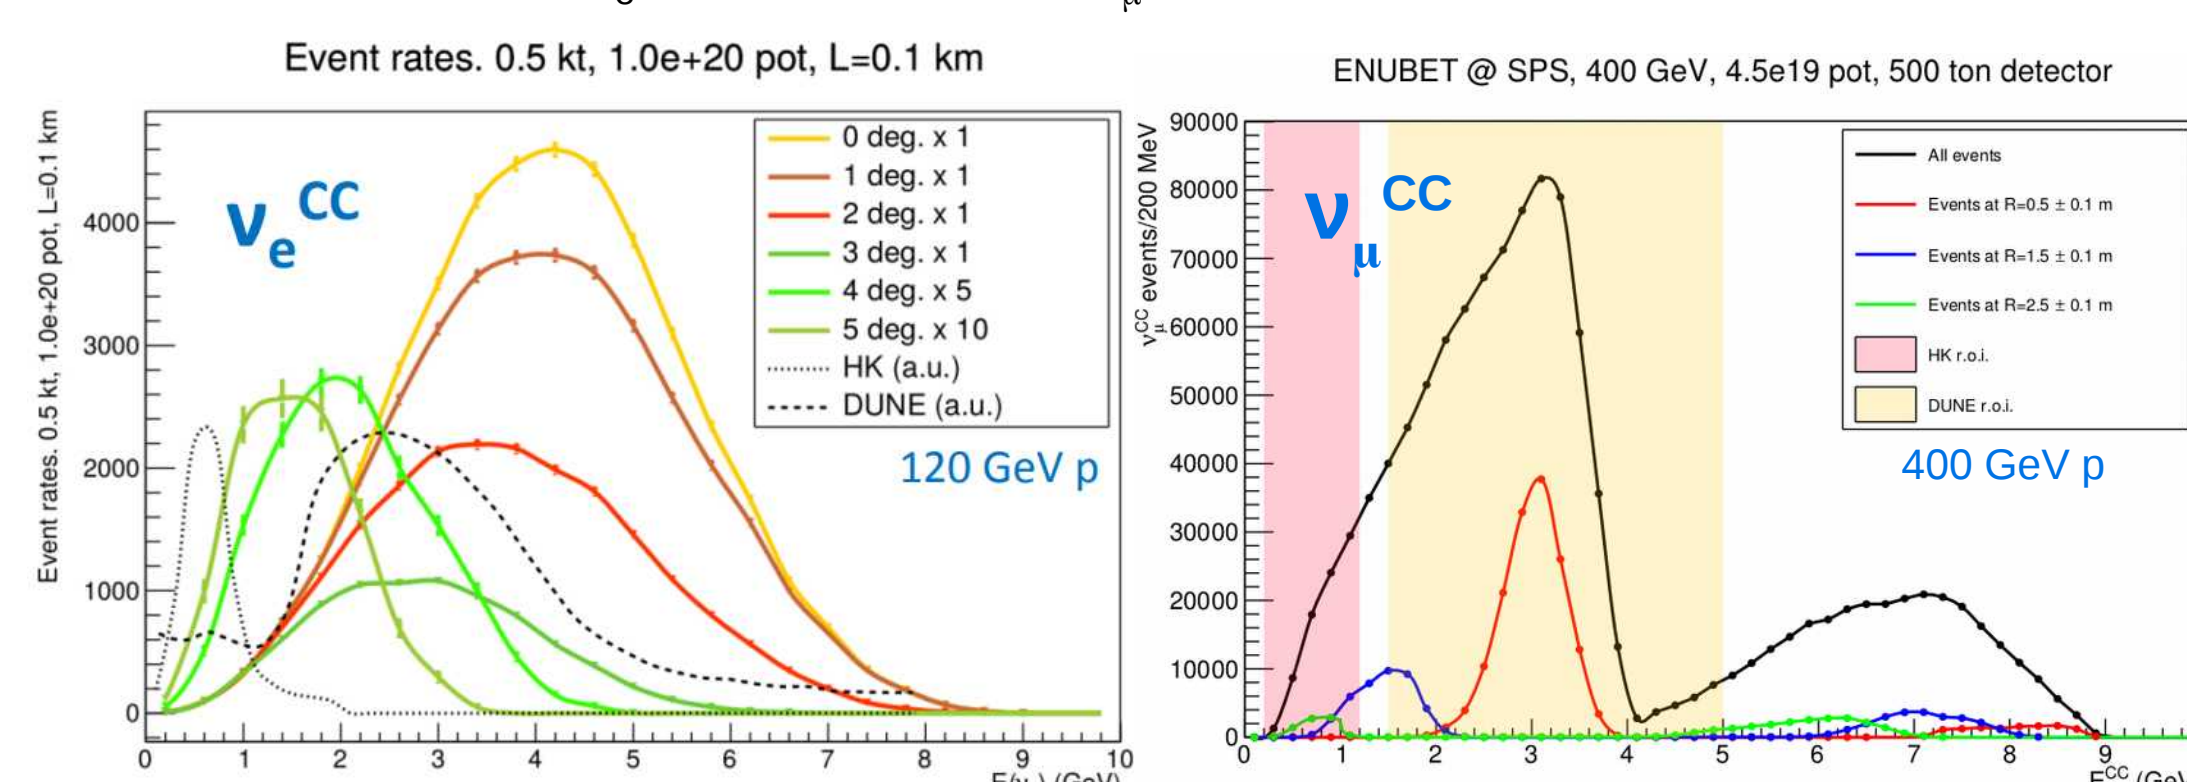 Event rates. 0.5 kt, 1.0e+20 pot, L=0.1 km
Event rates. 0.5 kt, 1.0e+20 pot, L=0.1 km
4000
3000
2000
1000
0
νe CC
0 deg. x 1
1 deg. x 1
2 deg. x 1
3 deg. x 1
4 deg. x 5
5 deg. x 10
HK (a.u.)
DUNE (a.u.)
120 GeV p
0 1 2 3 4 5 6 7 8 9 10
ENUBET @ SPS, 400 GeV, 4.5e19 pot, 500 ton detector
νμCC events/200 MeV
90000
80000
70000
60000
50000
40000
30000
20000
10000
0
νμ CC
All events
Events at R=0.5 ± 0.1 m
Events at R=1.5 ± 0.1 m
Events at R=2.5 ± 0.1 m
HK r.o.i.
DUNE r.o.i.
400 GeV p
0 1 2 3 4 5 6 7 8 9